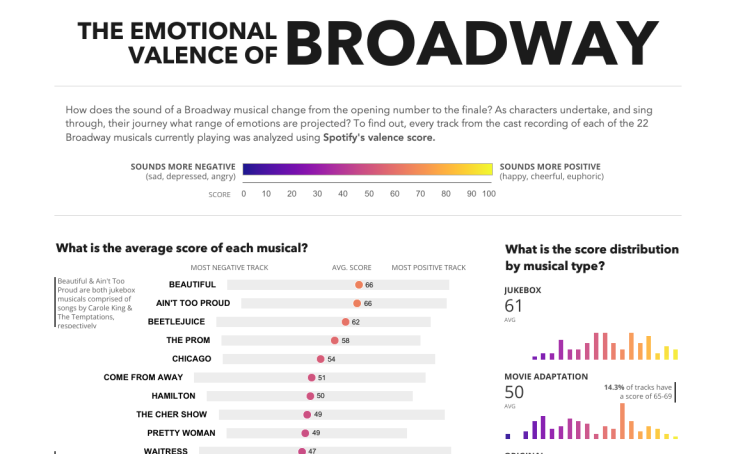 THE EMOTIONAL
VALENCE OF
BROADWAY
How does the sound of a Broadway musical change from the opening number to the finale? As characters undertake, and sing
through, their journey what range of emotions are projected? To find out, every track from the cast recording of each of the 22
Broadway musicals currently playing was analyzed using Spotify's valence score.
SOUNDS MORE NEGATIVE
(sad, depressed, angry)
SOUNDS MORE POSITIVE
(happy, cheerful, euphoric)
SCORE 0 10 20 30 40 50 60 70 80 90 100
What is the average score of each musical?
MOST NEGATIVE TRACK AVG. SCORE MOST POSITIVE TRACK
Beautiful & Ain't Too
Proud are both jukebox
musicals comprised of
songs by Carole King &
The Temptations,
respectively
BEAUTIFUL 66
AIN'T TOO PROUD 66
BEETLEJUICE 62
THE PROM 58
CHICAGO 54
COME FROM AWAY 51
HAMILTON 50
THE CHER SHOW 49
PRETTY WOMAN 49
WAITRESS 47
What is the score distribution
by musical type?
JUKEBOX
61
AVG
MOVIE ADAPTATION
50
AVG
14.3% of tracks have
a score of 65-69